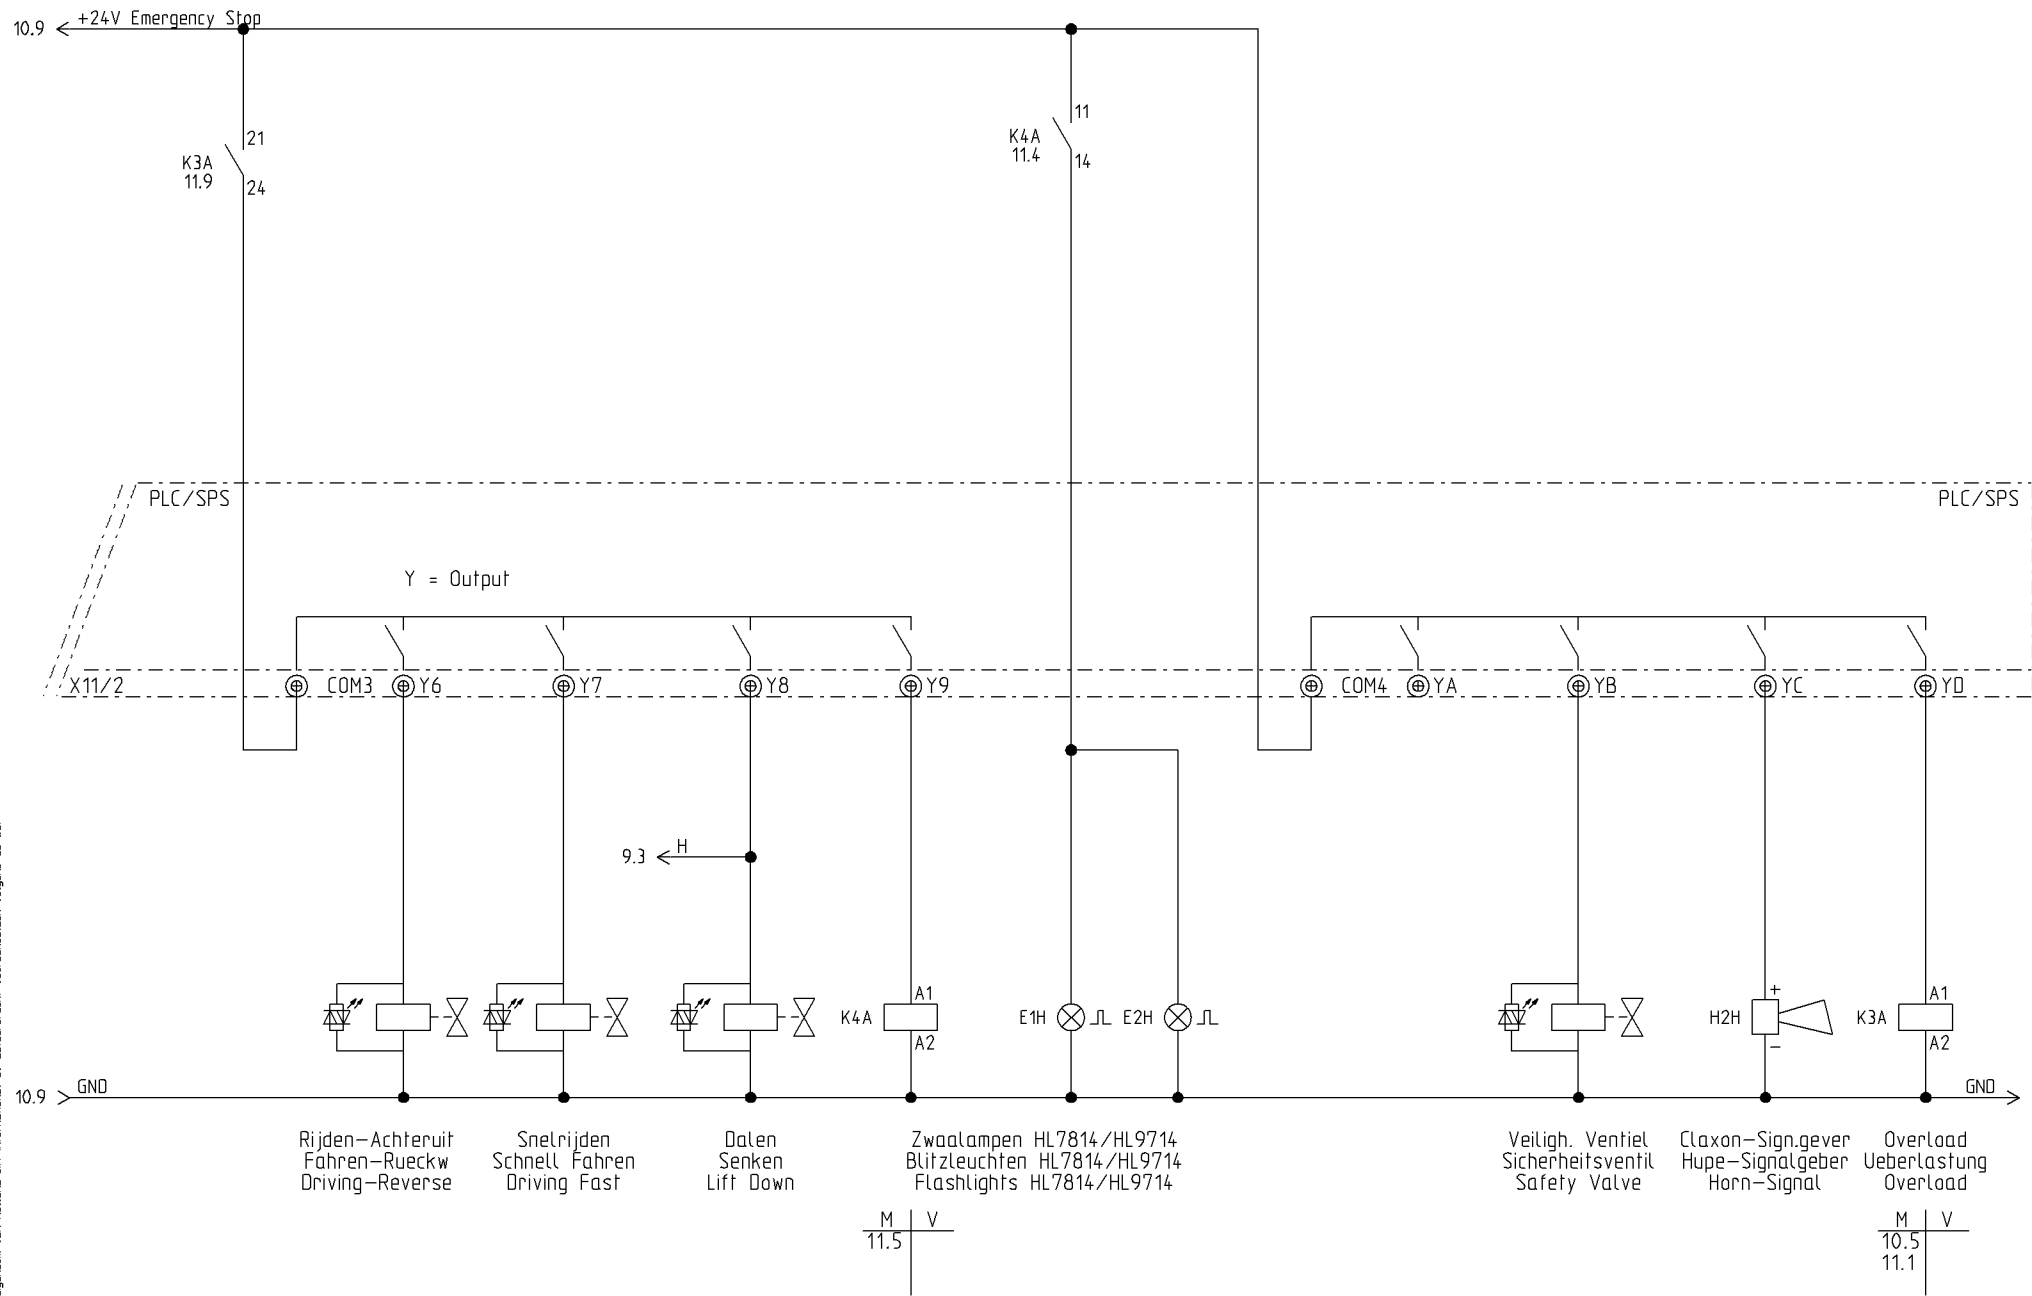 +24V Emergency Stop
10.9
11
21
K4A
K3A
11.4
14
11.9
24
PLC/SPS
PLC/SPS
Y = Output
X11/2
COM3
Y6
Y7
Y8
Y9
COM4
YA
YB
YC
YD
H
9.3
A1
+
A1
K4A
E1H
E2H
H2H
K3A
A2
−
A2
GND
GND
10.9
Rijden-Achteruit
Fahren-Rueckw
Driving-Reverse
Snelrijden
Schnell Fahren
Driving Fast
Dalen
Senken
Lift Down
Zwaalampen HL7814/HL9714
Blitzleuchten HL7814/HL9714
Flashlights HL7814/HL9714
Veiligh. Ventiel
Sicherheitsventil
Safety Valve
Claxon-Sign.gever
Hupe-Signalgeber
Horn-Signal
Overload
Ueberlastung
Overload
M V
11.5
M V
10.5
11.1